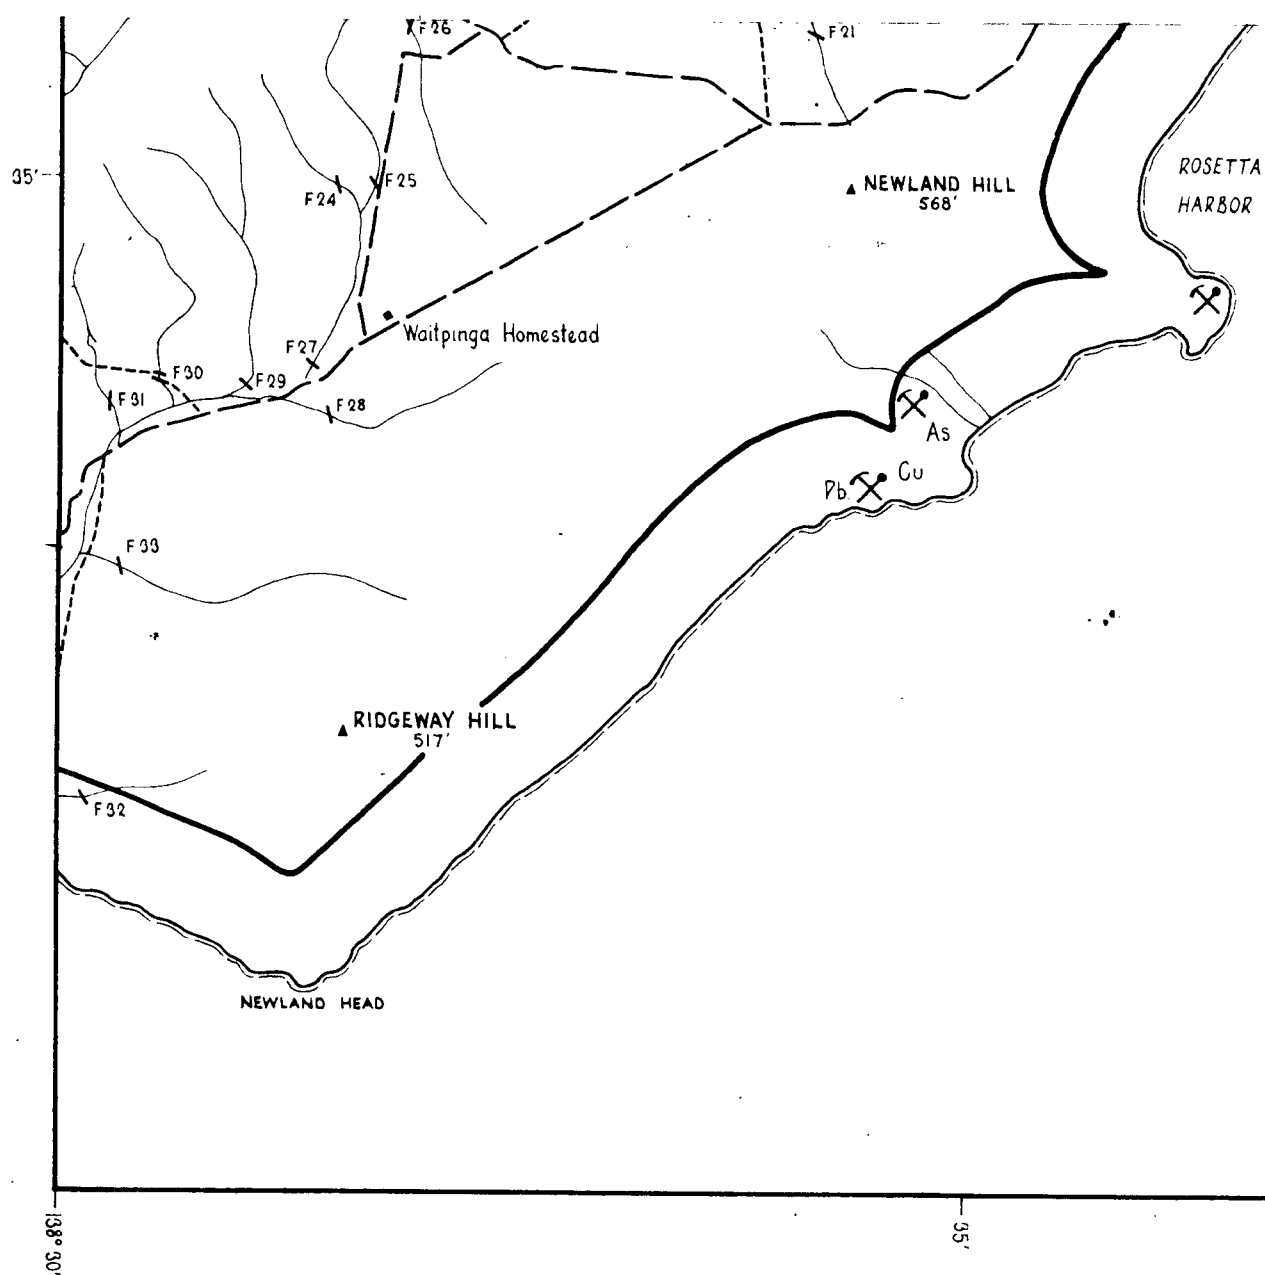 F26
F21
35'
F24
F25
NEWLAND HILL
568'
ROSETTA
HARBOR
Waitpinga Homestead
F27
F30
F29
F31
F28
As
Cu
Pb.
F33
RIDGEWAY HILL
517'
F32
NEWLAND HEAD
138° 30'
35'